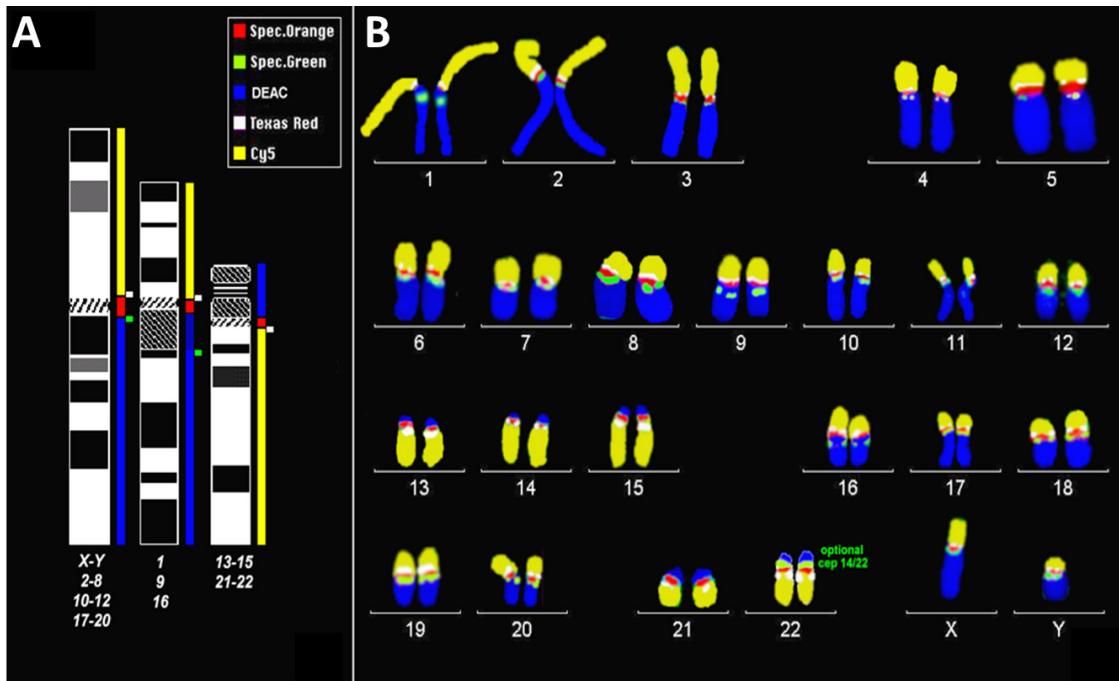 A
Spec.Orange
Spec.Green
DEAC
Texas Red
Cy5
X-Y
2-8
10-12
17-20
1
9
16
13-15
21-22
B
1 2 3 4 5
6 7 8 9 10 11 12
13 14 15 16 17 18
optional
cep 14/22
19 20 21 22 X Y